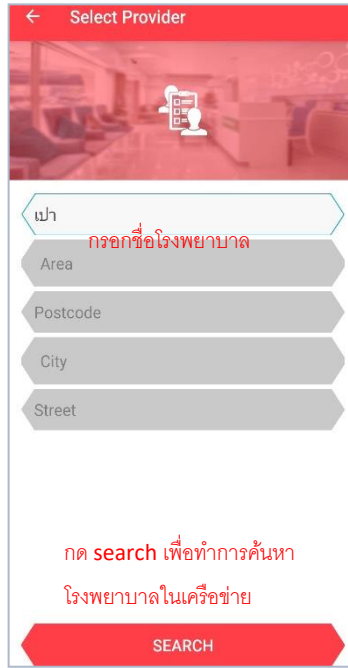 ← Select Provider
เปา
กรอกชื่อโรงพยาบาล
Area
Postcode
City
Street
กด search เพื่อทำการค้นหา
โรงพยาบาลในเครือข่าย
SEARCH